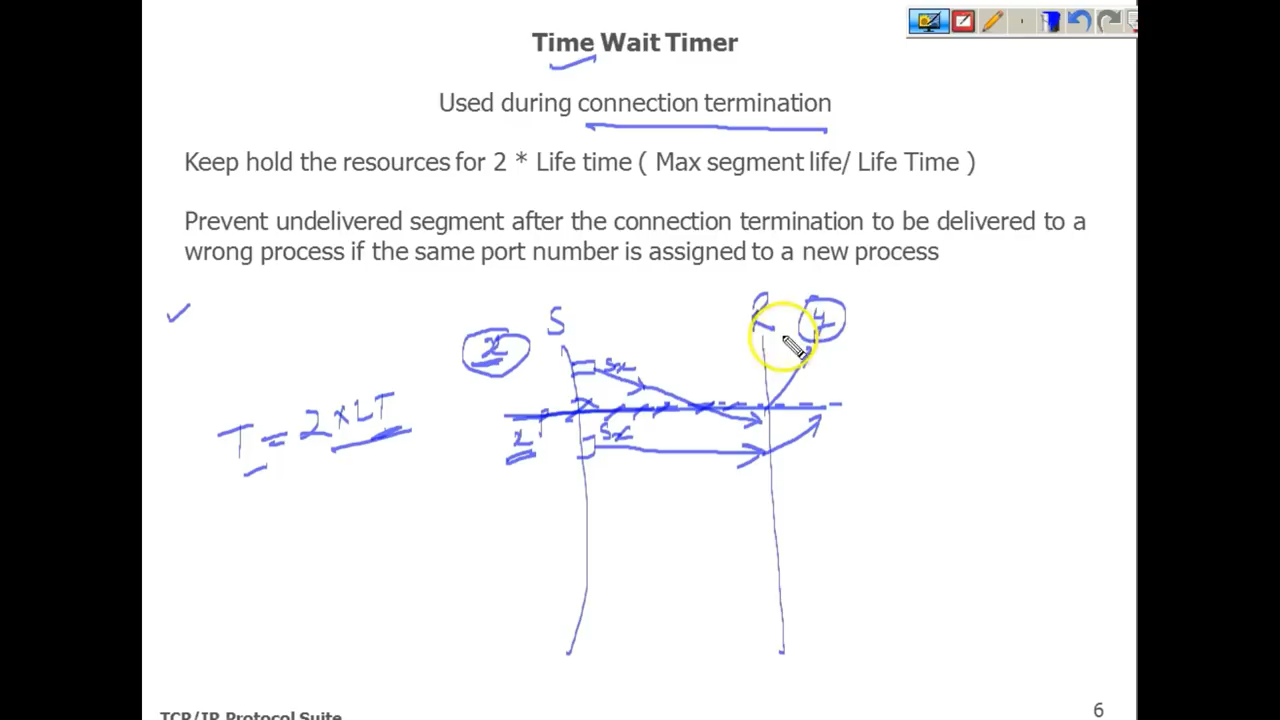 Time Wait Timer
Used during connection termination
Keep hold the resources for 2 * Life time ( Max segment life/ Life Time )
Prevent undelivered segment after the connection termination to be delivered to a
wrong process if the same port number is assigned to a new process
S
x
Sx
T = 2 x LT
x
Sx
TCP/IP Protocol Suite
6